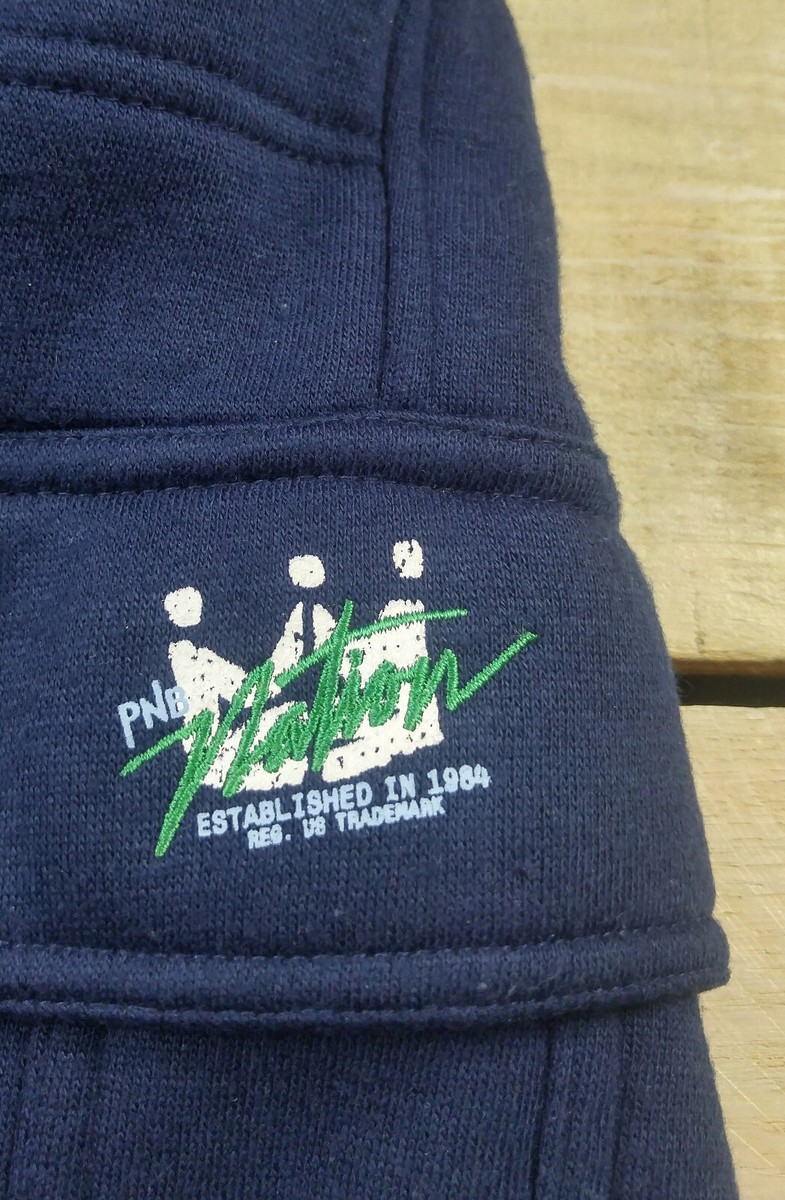 PNB
Nation
ESTABLISHED IN 1984
REG. US TRADEMARK